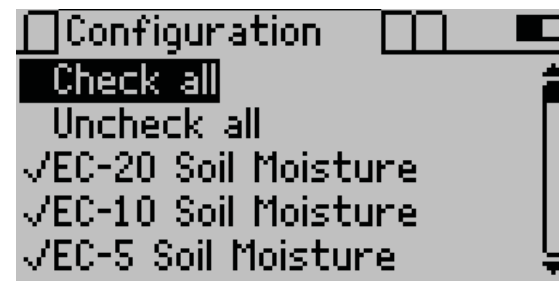 Configuration
Check all
Uncheck all
✓EC-20 Soil Moisture
✓EC-10 Soil Moisture
✓EC-5 Soil Moisture